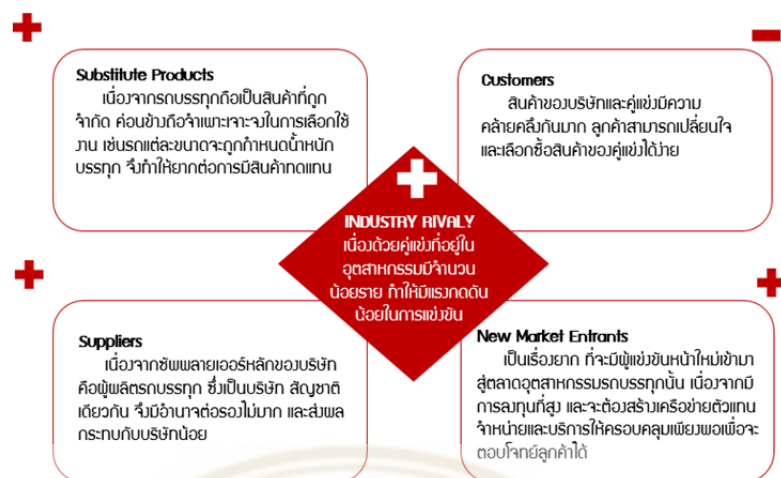 Substitute Products
เนื่องจากรถบรรทุกถือเป็นสินค้าที่ถูก
จำกัด ค่อนข้างถือจำเพาะเจาะจงในการเลือกใช้
งาน เช่นรถแต่ละขนาดจะถูกกำหนดน้ำหนัก
บรรทุก จึงทำให้ยากต่อการมีสินค้าทดแทน
Customers
สินค้าของบริษัทและคู่แข่งมีความ
คล้ายคลึงกันมาก ลูกค้าสามารถเปลี่ยนใจ
และเลือกซื้อสินค้าของคู่แข่งได้ง่าย
INDUSTRY RIVALY
เนื่องด้วยคู่แข่งที่อยู่ใน
อุตสาหกรรมมีจำนวน
น้อยราย ทำให้มีแรงกดดัน
น้อยในการแข่งขัน
Suppliers
เนื่องจากซัพพลายเออร์หลักของบริษัท
คือผู้ผลิตรถบรรทุก ซึ่งเป็นบริษัท สัญชาติ
เดียวกัน จึงมีอำนาจต่อรองไม่มาก และส่งผล
กระทบกับบริษัทน้อย
New Market Entrants
เป็นเรื่องยาก ที่จะมีผู้แข่งขันหน้าใหม่เข้ามา
สู่ตลาดอุตสาหกรรมรถบรรทุกนั้น เนื่องจากมี
การลงทุนที่สูง และจะต้องสร้างเครือข่ายตัวแทน
จำหน่ายและบริการให้ครอบคลุมเพียงพอเพื่อจะ
ตอบโจทย์ลูกค้าได้